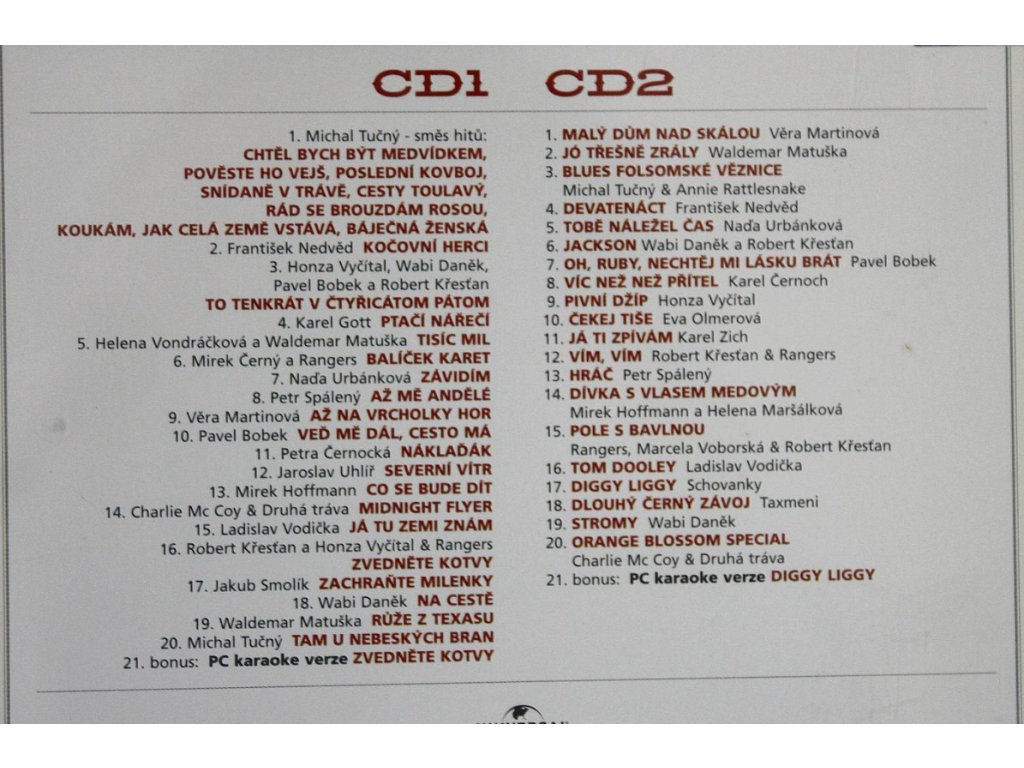 CD1
1. Michal Tučný - směs hitů:
CHTĚL BYCH BÝT MEDVÍDKEM,
POVĚSTE HO VEJŠ, POSLEDNÍ KOVBOJ,
SNÍDANĚ V TRÁVĚ, CESTY TOULAVÝ,
RÁD SE BROUZDÁM ROSOU,
KOUKÁM, JAK CELÁ ZEMĚ VSTÁVÁ, BÁJEČNÁ ŽENSKÁ
2. František Nedvěd KOČOVNÍ HERCI
3. Honza Vyčítal, Wabi Daněk,
Pavel Bobek a Robert Křesťan
TO TENKRÁT V ČTYŘICÁTOM PÁTOM
4. Karel Gott PTAČÍ NÁŘEČÍ
5. Helena Vondráčková a Waldemar Matuška TISÍC MIL
6. Mirek Černý a Rangers BALÍČEK KARET
7. Naďa Urbánková ZÁVIDÍM
8. Petr Spálený AŽ MĚ ANDĚLÉ
9. Věra Martinová AŽ NA VRCHOLKY HOR
10. Pavel Bobek VEĎ MĚ DÁL, CESTO MÁ
11. Petra Černocká NÁKLAĎÁK
12. Jaroslav Uhlíř SEVERNÍ VÍTR
13. Mirek Hoffmann CO SE BUDE DÍT
14. Charlie Mc Coy & Druhá tráva MIDNIGHT FLYER
15. Ladislav Vodička JÁ TU ZEMI ZNÁM
16. Robert Křesťan a Honza Vyčítal & Rangers
ZVEDNĚTE KOTVY
17. Jakub Smolík ZACHRAŇTE MILENKY
18. Wabi Daněk NA CESTĚ
19. Waldemar Matuška RŮŽE Z TEXASU
20. Michal Tučný TAM U NEBESKÝCH BRAN
21. bonus: PC karaoke verze ZVEDNĚTE KOTVY
CD2
1. MALÝ DŮM NAD SKÁLOU Věra Martinová
2. JÓ TŘEŠNĚ ZRÁLY Waldemar Matuška
3. BLUES FOLSOMSKÉ VĚZNICE
Michal Tučný & Annie Rattlesnake
4. DEVATENÁCT František Nedvěd
5. TOBĚ NÁLEŽEL ČAS Naďa Urbánková
6. JACKSON Wabi Daněk a Robert Křesťan
7. OH, RUBY, NECHTĚJ MI LÁSKU BRÁT Pavel Bobek
8. VÍC NEŽ NEŽ PŘÍTEL Karel Černoch
9. PIVNÍ DŽÍP Honza Vyčítal
10. ČEKEJ TIŠE Eva Olmerová
11. JÁ TI ZPÍVÁM Karel Zich
12. VÍM, VÍM Robert Křesťan & Rangers
13. HRÁČ Petr Spálený
14. DÍVKA S VLASEM MEDOVÝM
Mirek Hoffmann a Helena Maršálková
15. POLE S BAVLNOU
Rangers, Marcela Voborská & Robert Křesťan
16. TOM DOOLEY Ladislav Vodička
17. DIGGY LIGGY Schovanky
18. DLOUHÝ ČERNÝ ZÁVOJ Taxmeni
19. STROMY Wabi Daněk
20. ORANGE BLOSSOM SPECIAL
Charlie Mc Coy & Druhá tráva
21. bonus: PC karaoke verze DIGGY LIGGY